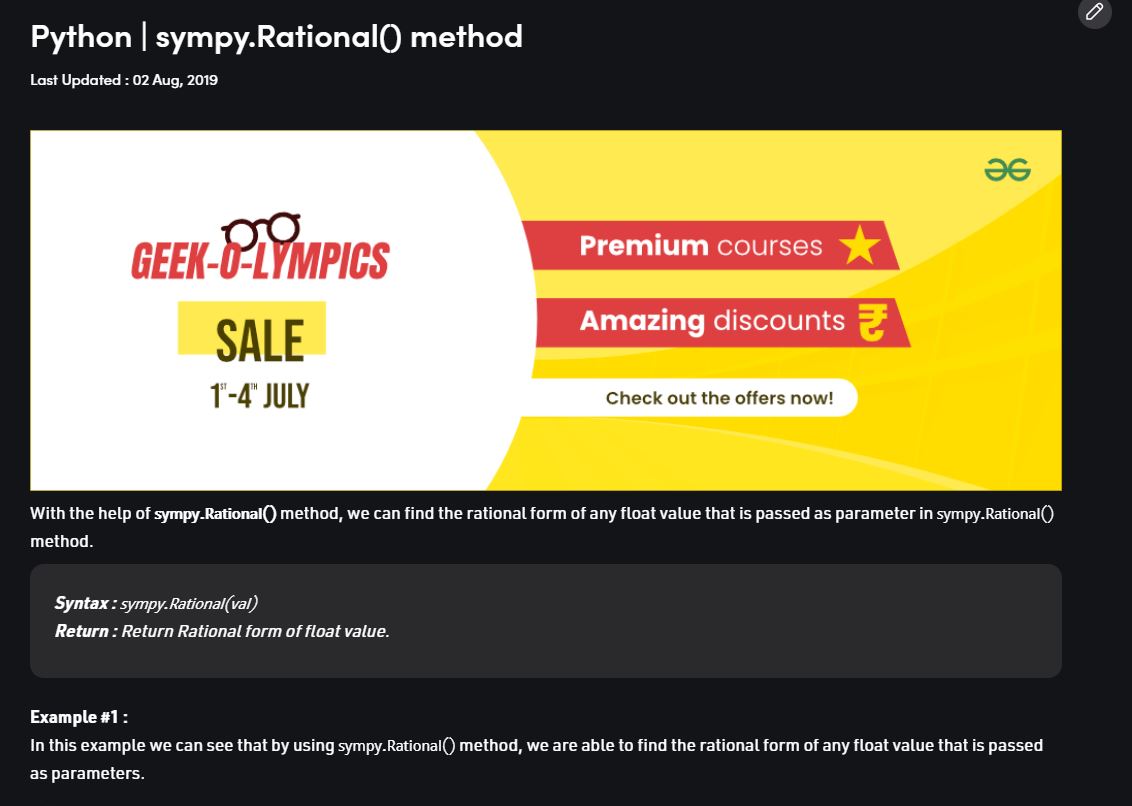 Python | sympy.Rational() method
Last Updated : 02 Aug, 2019
GEEK-O-LYMPICS
SALE
1ST-4TH JULY
Premium courses
Amazing discounts ₹
Check out the offers now!
With the help of sympy.Rational() method, we can find the rational form of any float value that is passed as parameter in sympy.Rational()
method.
Syntax : sympy.Rational(val)
Return : Return Rational form of float value.
Example #1 :
In this example we can see that by using sympy.Rational() method, we are able to find the rational form of any float value that is passed
as parameters.